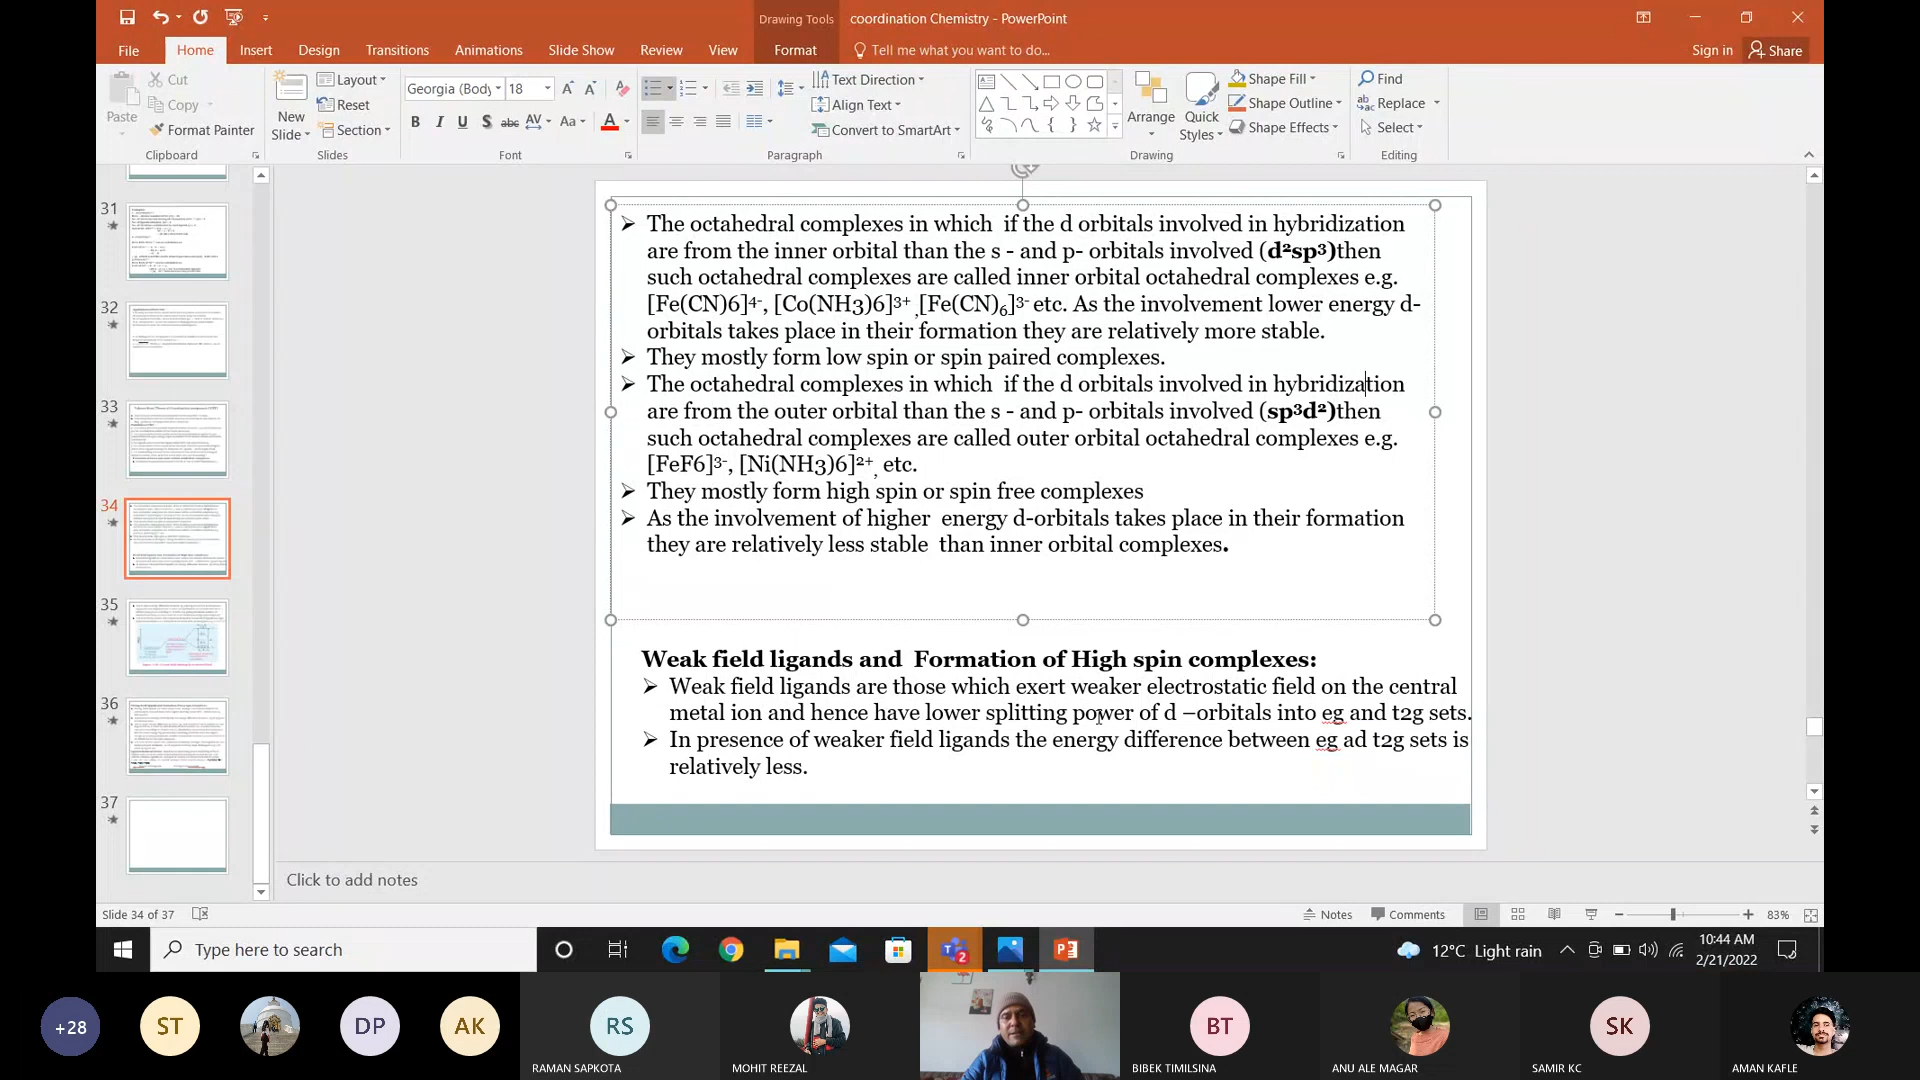 Drawing Tools
coordination Chemistry - PowerPoint
File Home Insert Design Transitions Animations Slide Show Review View Format Tell me what you want to do... Sign in Share
Paste Cut
Copy
Format Painter
Clipboard
New Slide
Layout
Reset
Section
Slides
Georgia (Body 18
B I U S abc AV Aa A
Font
Text Direction
Align Text
Convert to SmartArt
Paragraph
Arrange
Quick Styles
Shape Fill
Shape Outline
Shape Effects
Drawing
Find
Replace
Select
Editing
31
32
33
34
35
36
37
➢ The octahedral complexes in which if the d orbitals involved in hybridization
are from the inner orbital than the s - and p- orbitals involved (d²sp³)then
such octahedral complexes are called inner orbital octahedral complexes e.g.
[Fe(CN)6]⁴⁻, [Co(NH3)6]³⁺,[Fe(CN)₆]³⁻ etc. As the involvement lower energy d-
orbitals takes place in their formation they are relatively more stable.
➢ They mostly form low spin or spin paired complexes.
➢ The octahedral complexes in which if the d orbitals involved in hybridization
are from the outer orbital than the s - and p- orbitals involved (sp³d²)then
such octahedral complexes are called outer orbital octahedral complexes e.g.
[FeF6]³⁻, [Ni(NH3)6]²⁺, etc.
➢ They mostly form high spin or spin free complexes
➢ As the involvement of higher energy d-orbitals takes place in their formation
they are relatively less stable than inner orbital complexes.
Weak field ligands and Formation of High spin complexes:
➢ Weak field ligands are those which exert weaker electrostatic field on the central
metal ion and hence have lower splitting power of d –orbitals into eg and t2g sets.
➢ In presence of weaker field ligands the energy difference between eg ad t2g sets is
relatively less.
Click to add notes
Slide 34 of 37
Notes Comments 83%
Type here to search
2
12°C Light rain
10:44 AM
2/21/2022
+28 ST DP AK RS BT SK
RAMAN SAPKOTA MOHIT REEZAL BIBEK TIMILSINA ANU ALE MAGAR SAMIR KC AMAN KAFLE